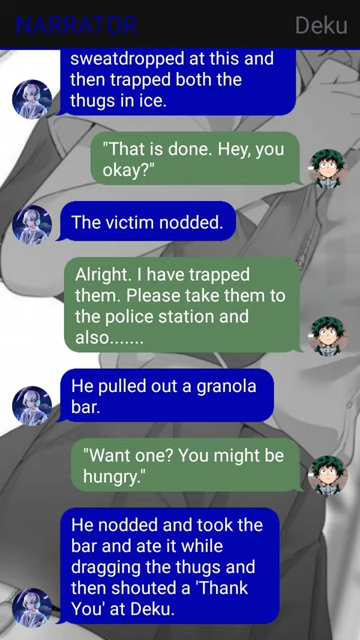 NARRATOR
Deku
sweatdropped at this and
then trapped both the
thugs in ice.
"That is done. Hey, you
okay?"
The victim nodded.
Alright. I have trapped
them. Please take them to
the police station and
also.......
He pulled out a granola
bar.
"Want one? You might be
hungry."
He nodded and took the
bar and ate it while
dragging the thugs and
then shouted a 'Thank
You' at Deku.